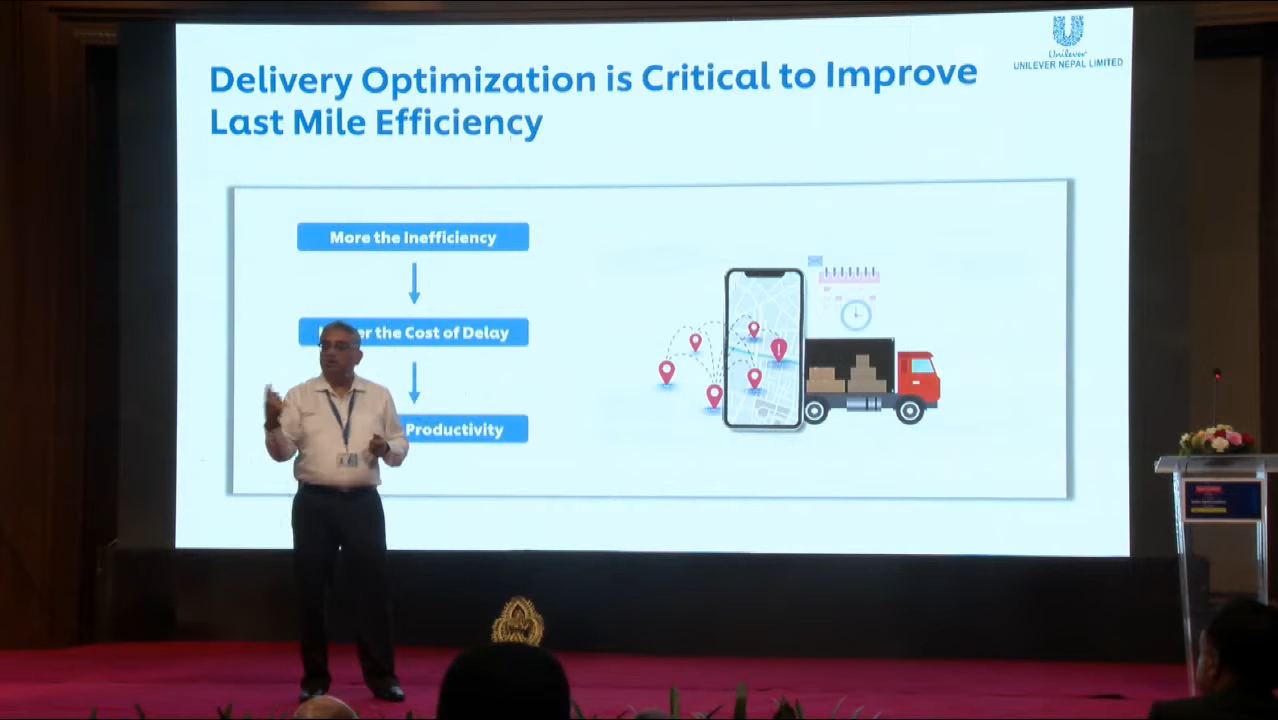 Delivery Optimization is Critical to Improve
Last Mile Efficiency
Unilever
UNILEVER NEPAL LIMITED
More the Inefficiency
the Cost of Delay
Productivity